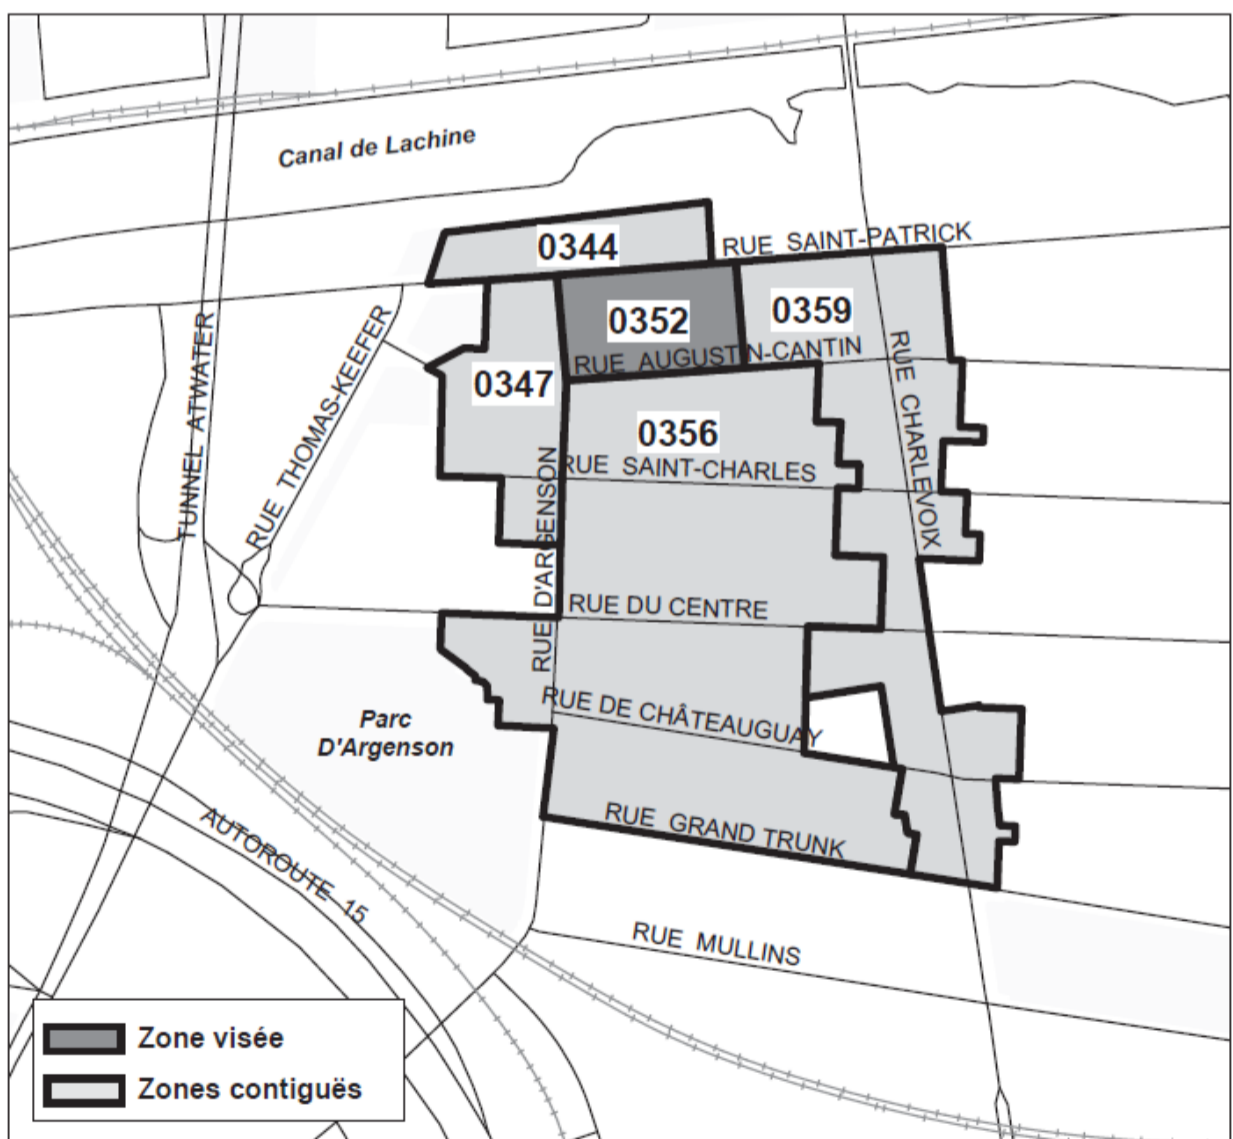 Canal de Lachine
0344
RUE SAINT-PATRICK
0352
0359
RUE AUGUSTIN-CANTIN
TUNNEL ATWATER
RUE THOMAS-KEEFER
0347
RUE CHARLEVOIX
0356
RUE SAINT-CHARLES
RUE D'ARGENSON
RUE DU CENTRE
RUE DE CHÂTEAUGUAY
Parc
D'Argenson
RUE GRAND TRUNK
AUTOROUTE 15
RUE MULLINS
Zone visée
Zones contiguës